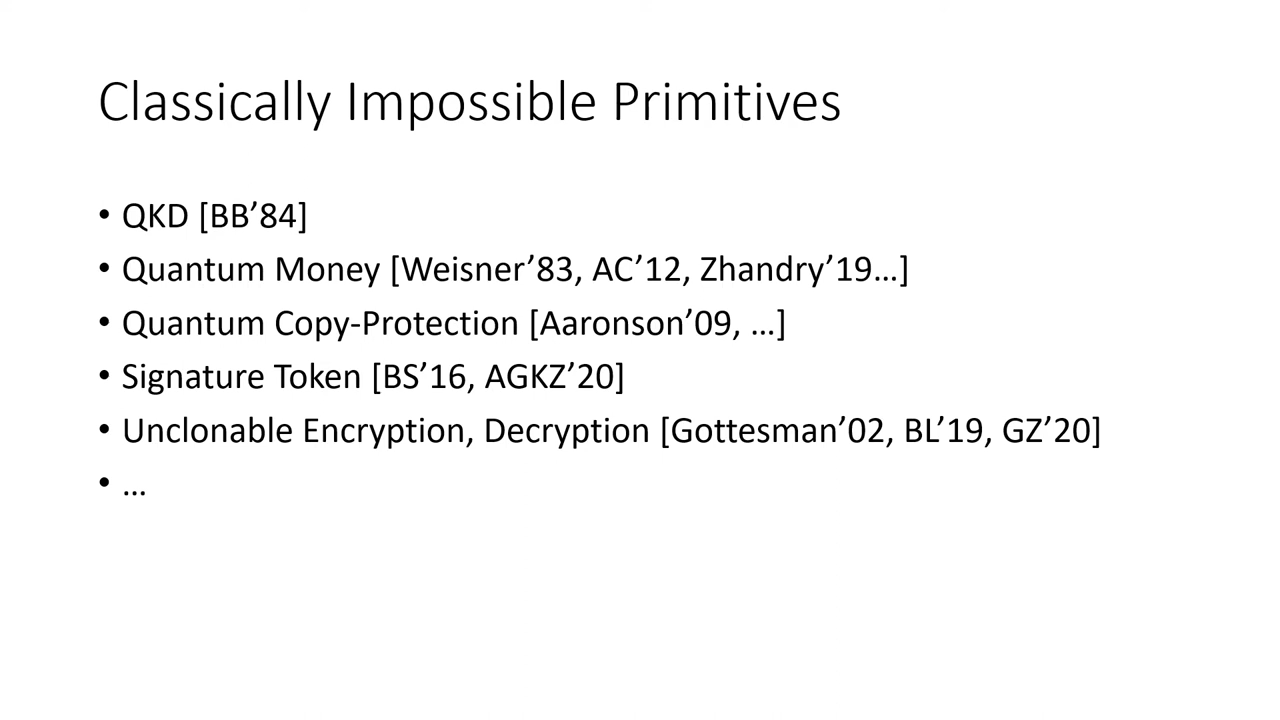 Classically Impossible Primitives
• QKD [BB’84]
• Quantum Money [Weisner’83, AC’12, Zhandry’19…]
• Quantum Copy-Protection [Aaronson’09, …]
• Signature Token [BS’16, AGKZ’20]
• Unclonable Encryption, Decryption [Gottesman’02, BL’19, GZ’20]
• …